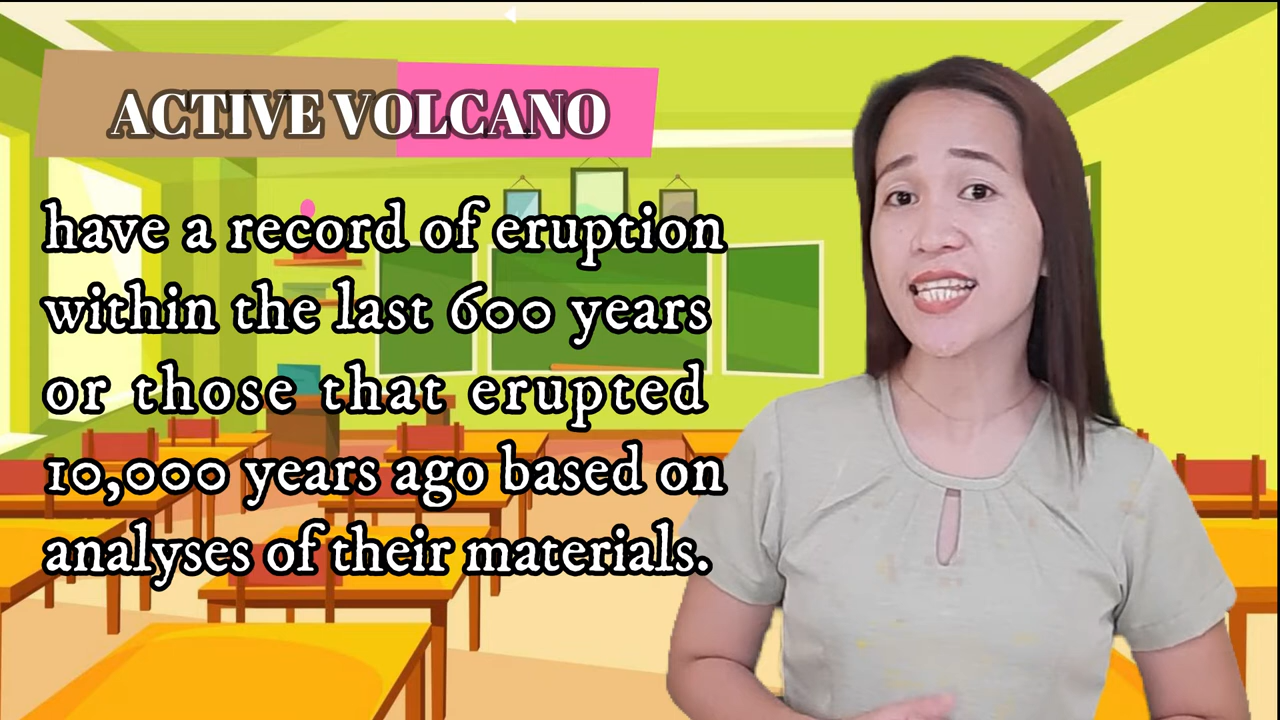 ACTIVE VOLCANO
have a record of eruption
within the last 600 years
or those that erupted
10,000 years ago based on
analyses of their materials.